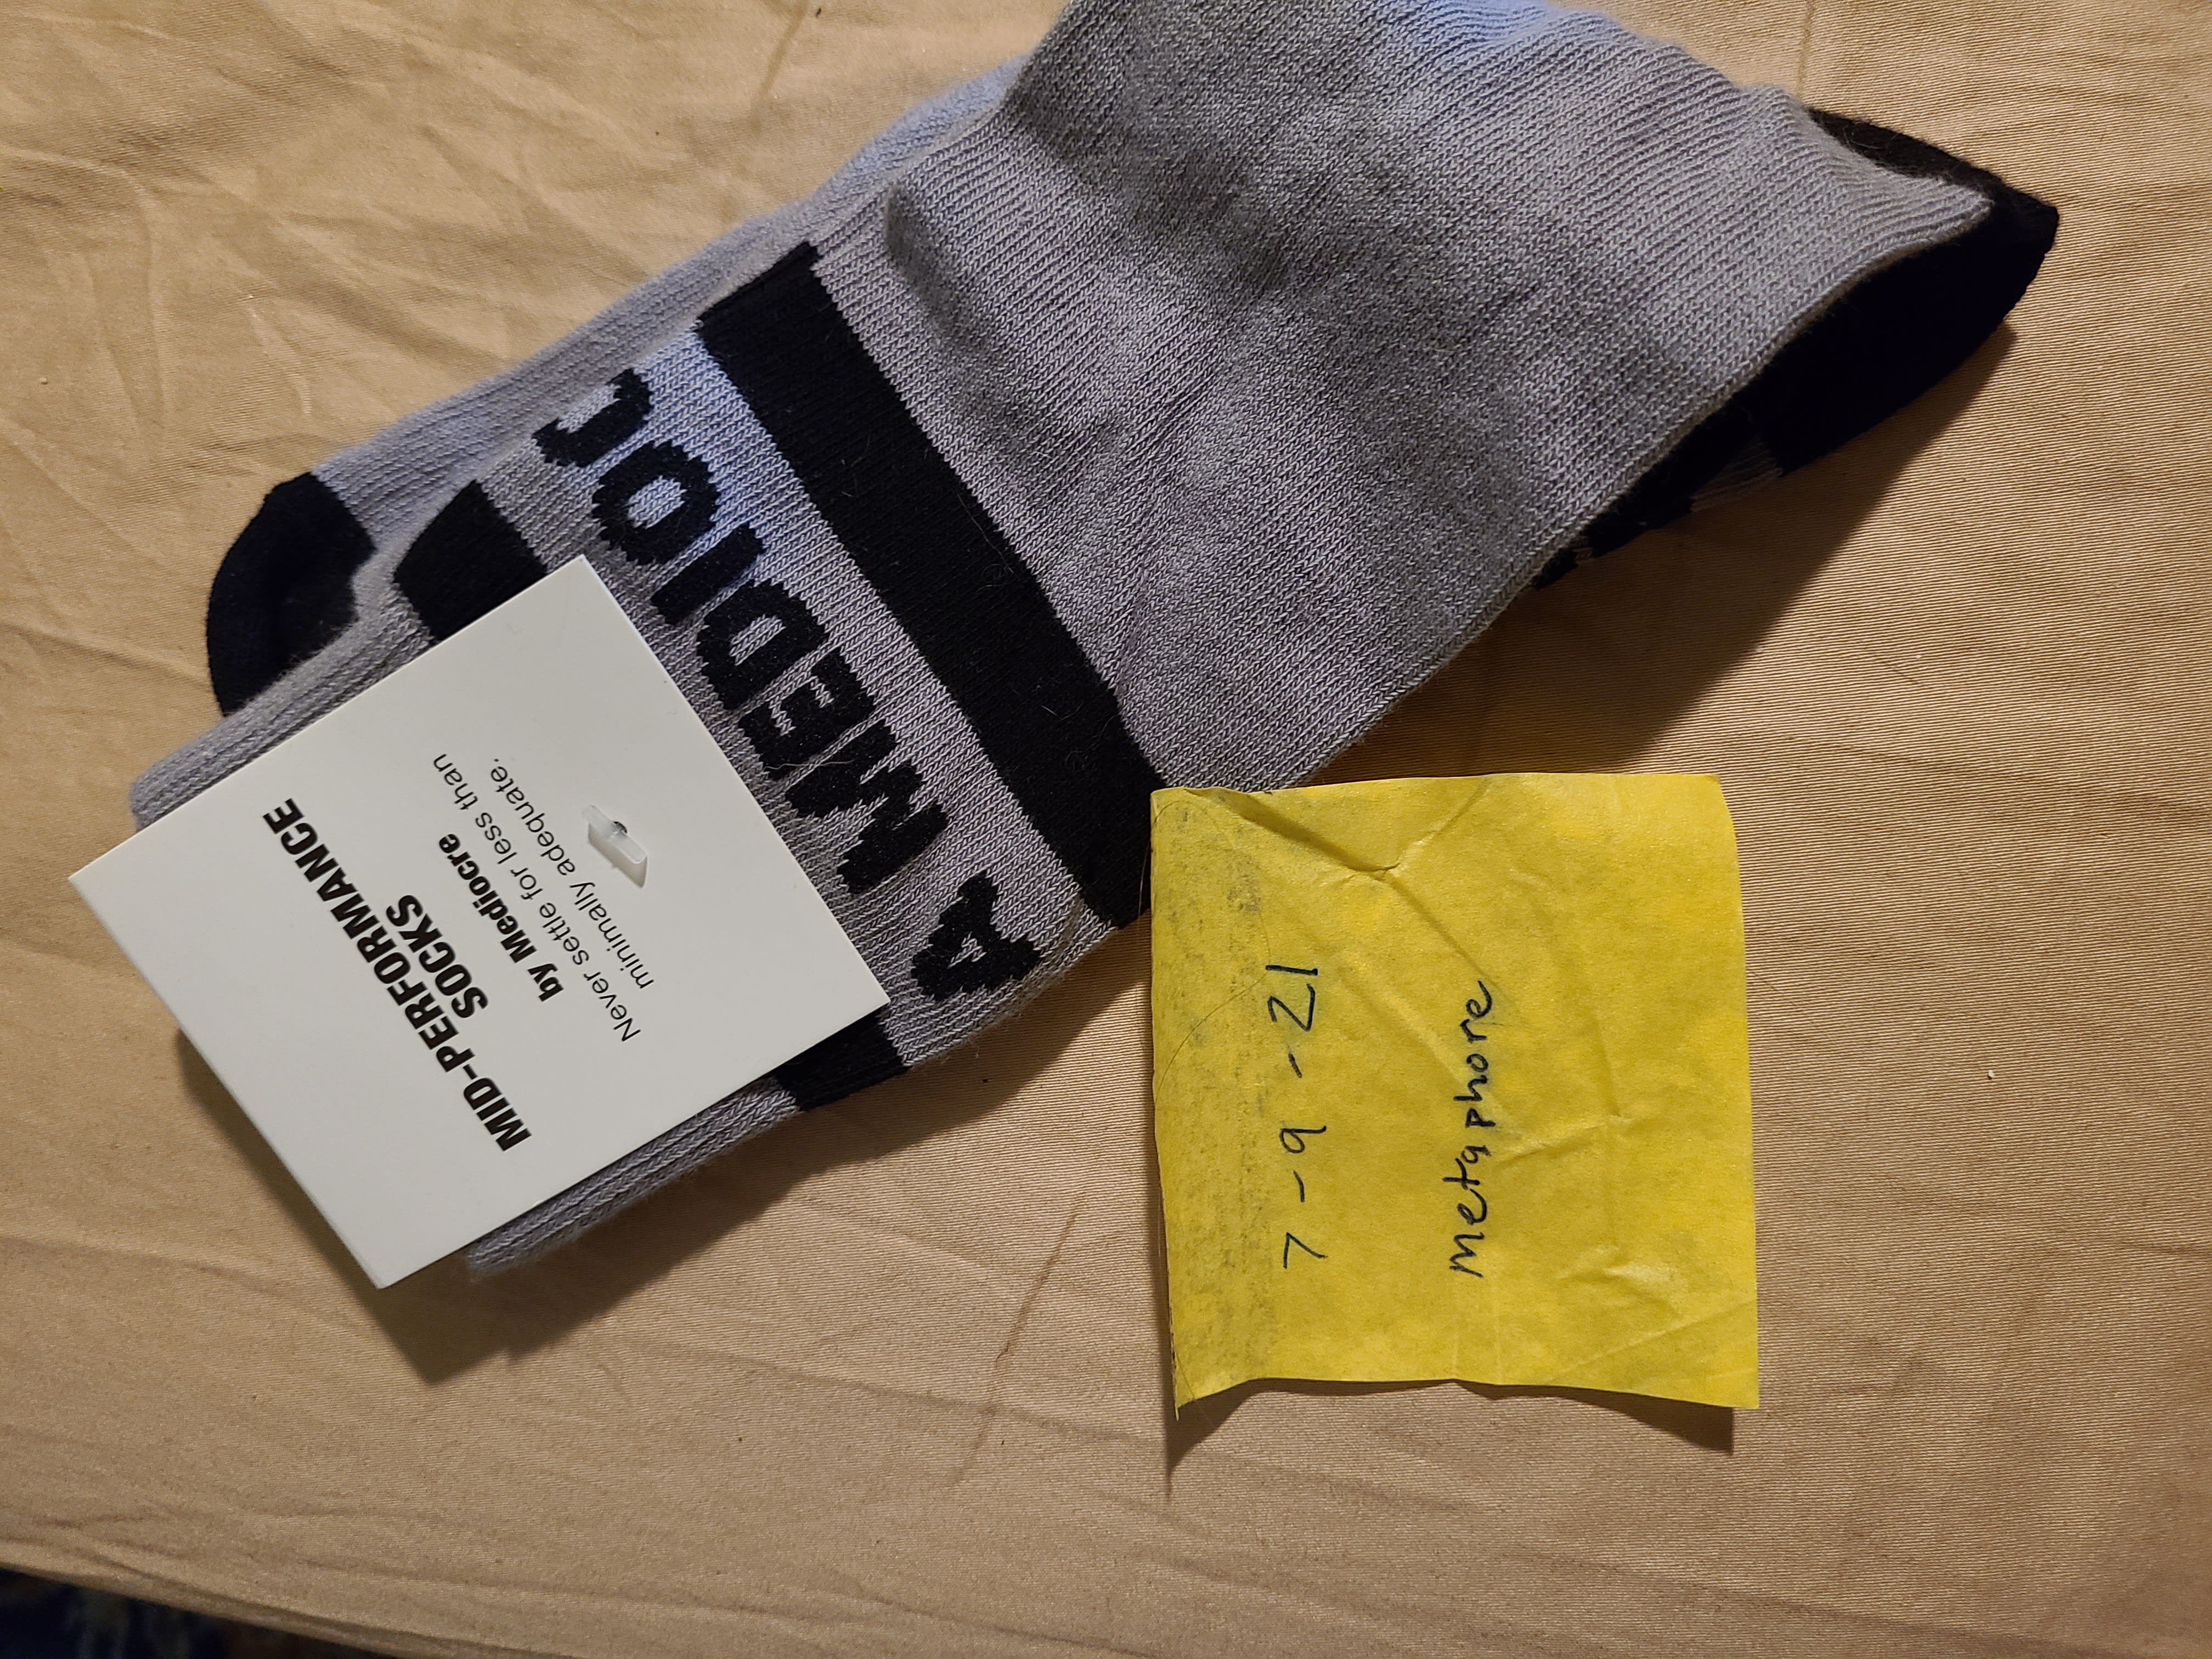 MID-PERFORMANCE
SOCKS
by Mediocre
Never settle for less than
minimally adequate.
A MEDIOC
7-9-21
metaphore